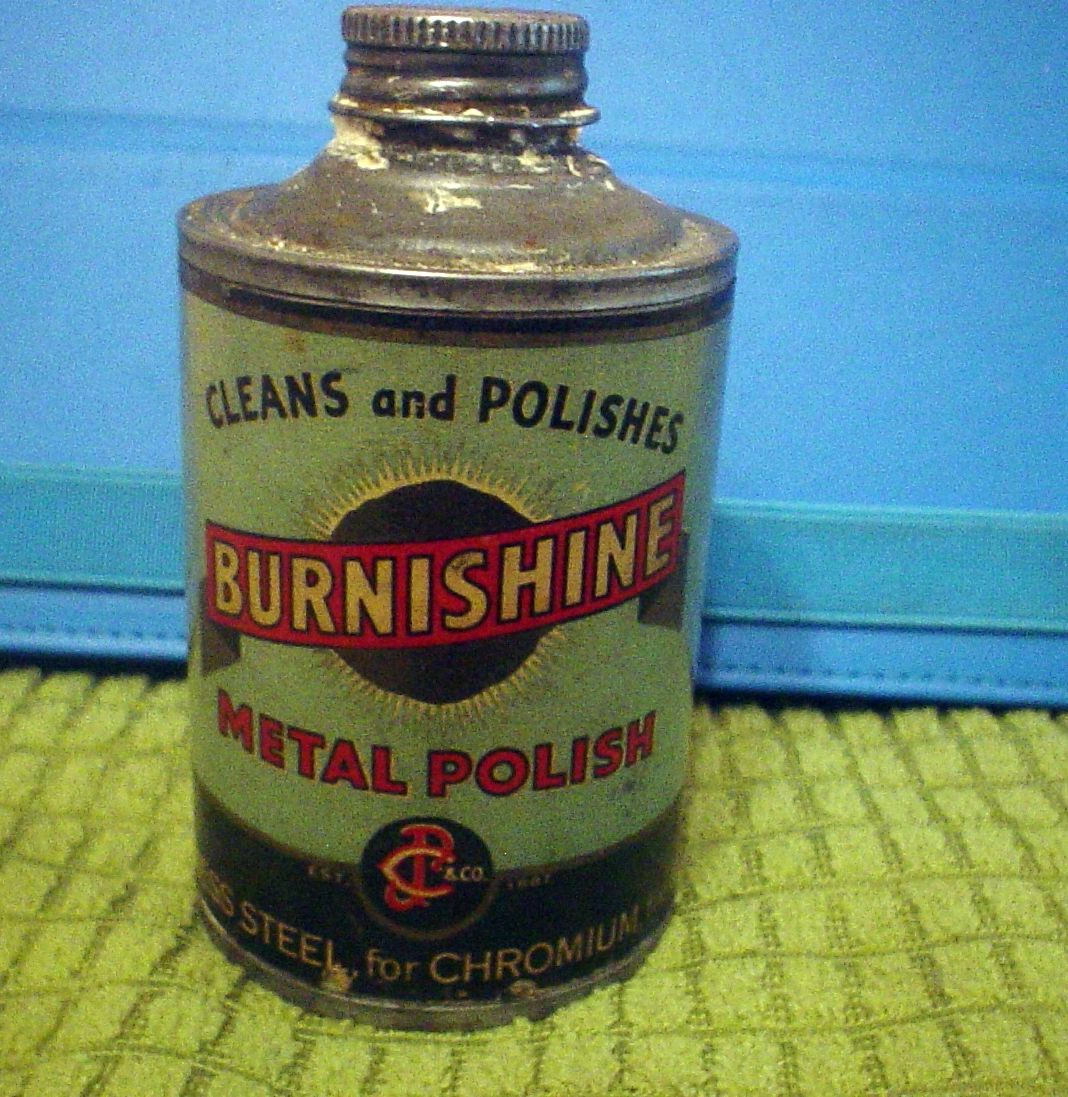 CLEANS and POLISHES
BURNISHINE
METAL POLISH
&CO.
EST.
STEEL, for CHROMIUM